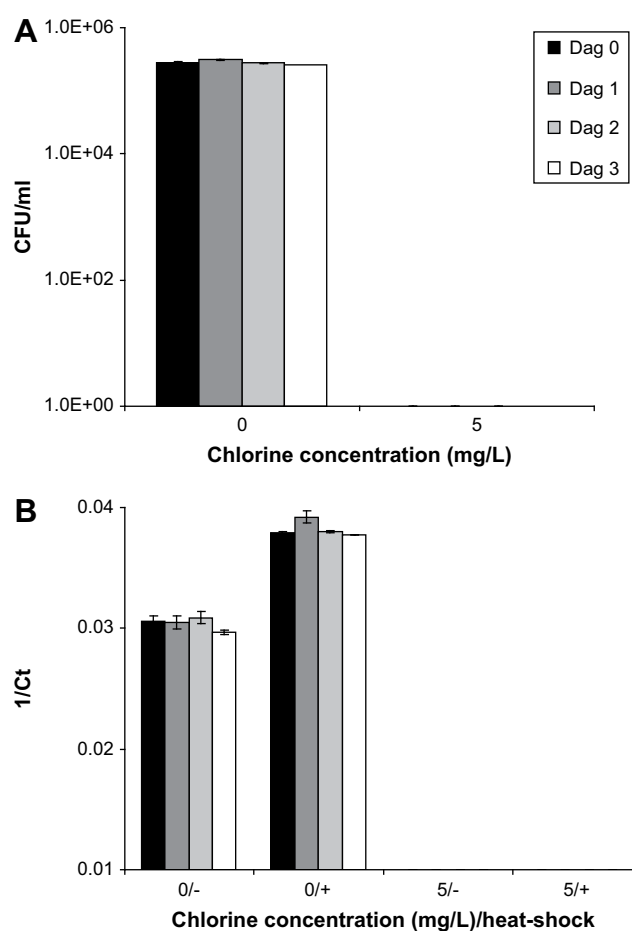 A
1.0E+06
1.0E+04
1.0E+02
1.0E+00
CFU/ml
Dag 0
Dag 1
Dag 2
Dag 3
0 5
Chlorine concentration (mg/L)
B
0.04
0.03
0.02
0.01
1/Ct
0/- 0/+ 5/- 5/+
Chlorine concentration (mg/L)/heat-shock